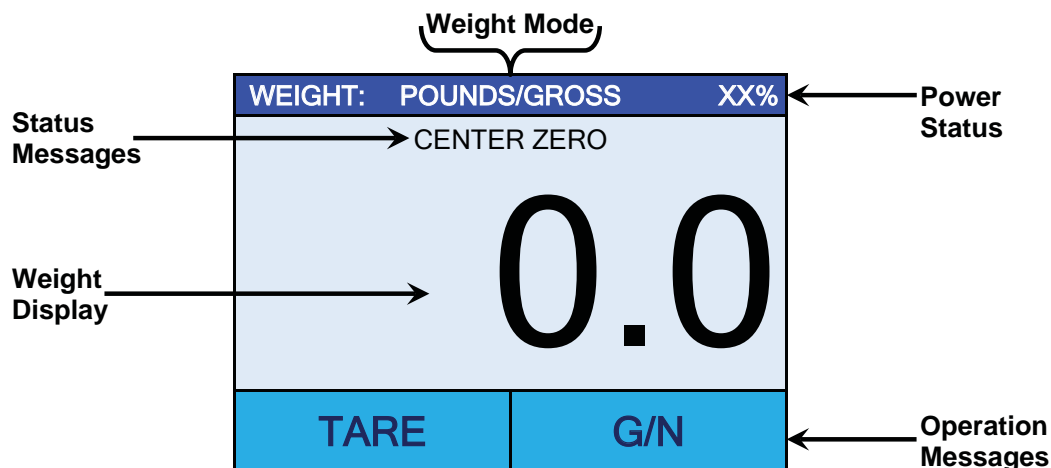 Weight Mode
WEIGHT: POUNDS/GROSS XX%
Power
Status
Status
Messages
CENTER ZERO
Weight
Display
0.0
TARE
G/N
Operation
Messages